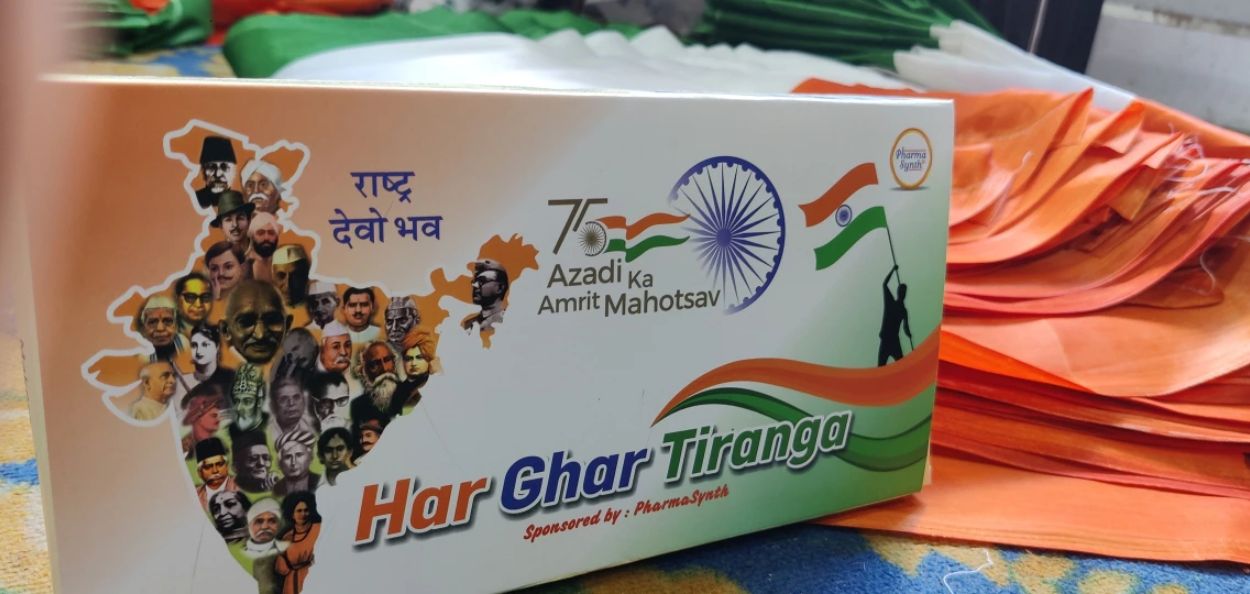 राष्ट्र
देवो भव
75
Azadi Ka
Amrit Mahotsav
Pharma
Synth
Har Ghar Tiranga
Sponsored by : PharmaSynth